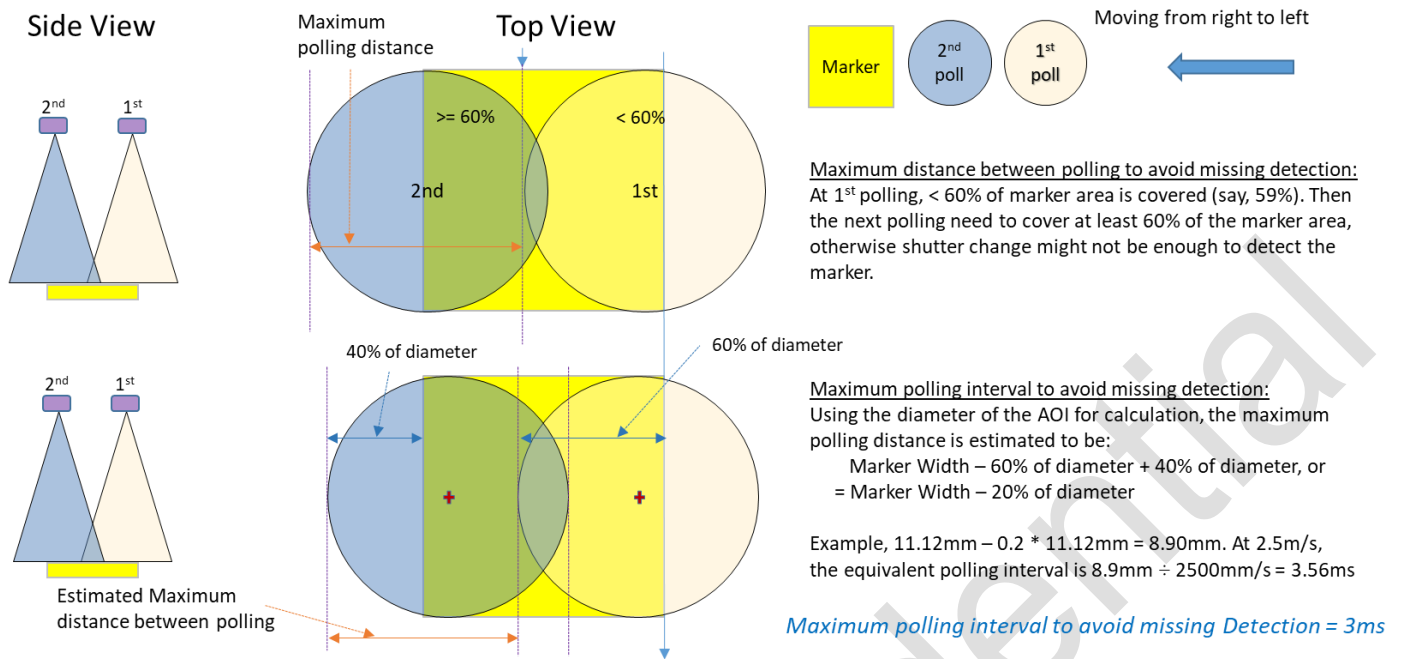 Side View
Maximum
polling distance
Top View
Moving from right to left
Marker
2nd
poll
1st
poll
2nd
1st
>= 60%
< 60%
2nd
1st
Maximum distance between polling to avoid missing detection:
At 1st polling, < 60% of marker area is covered (say, 59%). Then
the next polling need to cover at least 60% of the marker area,
otherwise shutter change might not be enough to detect the
marker.
40% of diameter
60% of diameter
2nd
1st
Maximum polling interval to avoid missing detection:
Using the diameter of the AOI for calculation, the maximum
polling distance is estimated to be:
Marker Width – 60% of diameter + 40% of diameter, or
= Marker Width – 20% of diameter
Example, 11.12mm – 0.2 * 11.12mm = 8.90mm. At 2.5m/s,
the equivalent polling interval is 8.9mm ÷ 2500mm/s = 3.56ms
Estimated Maximum
distance between polling
Maximum polling interval to avoid missing Detection = 3ms
dential